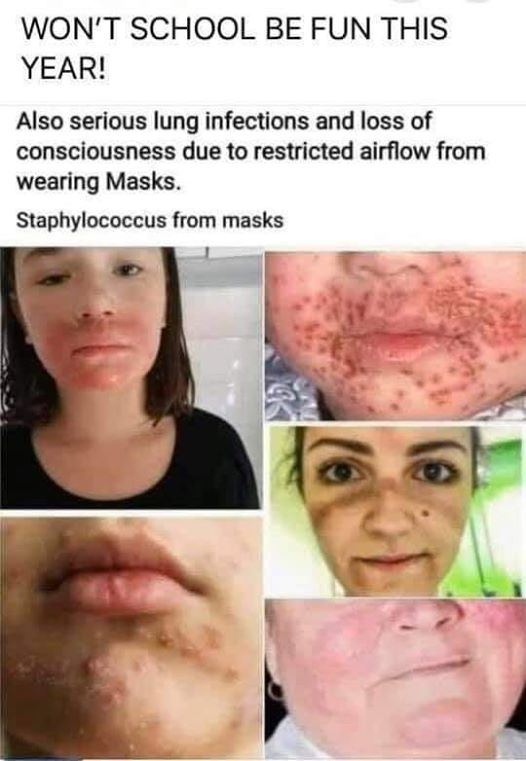 WON'T SCHOOL BE FUN THIS
YEAR!
Also serious lung infections and loss of
consciousness due to restricted airflow from
wearing Masks.
Staphylococcus from masks